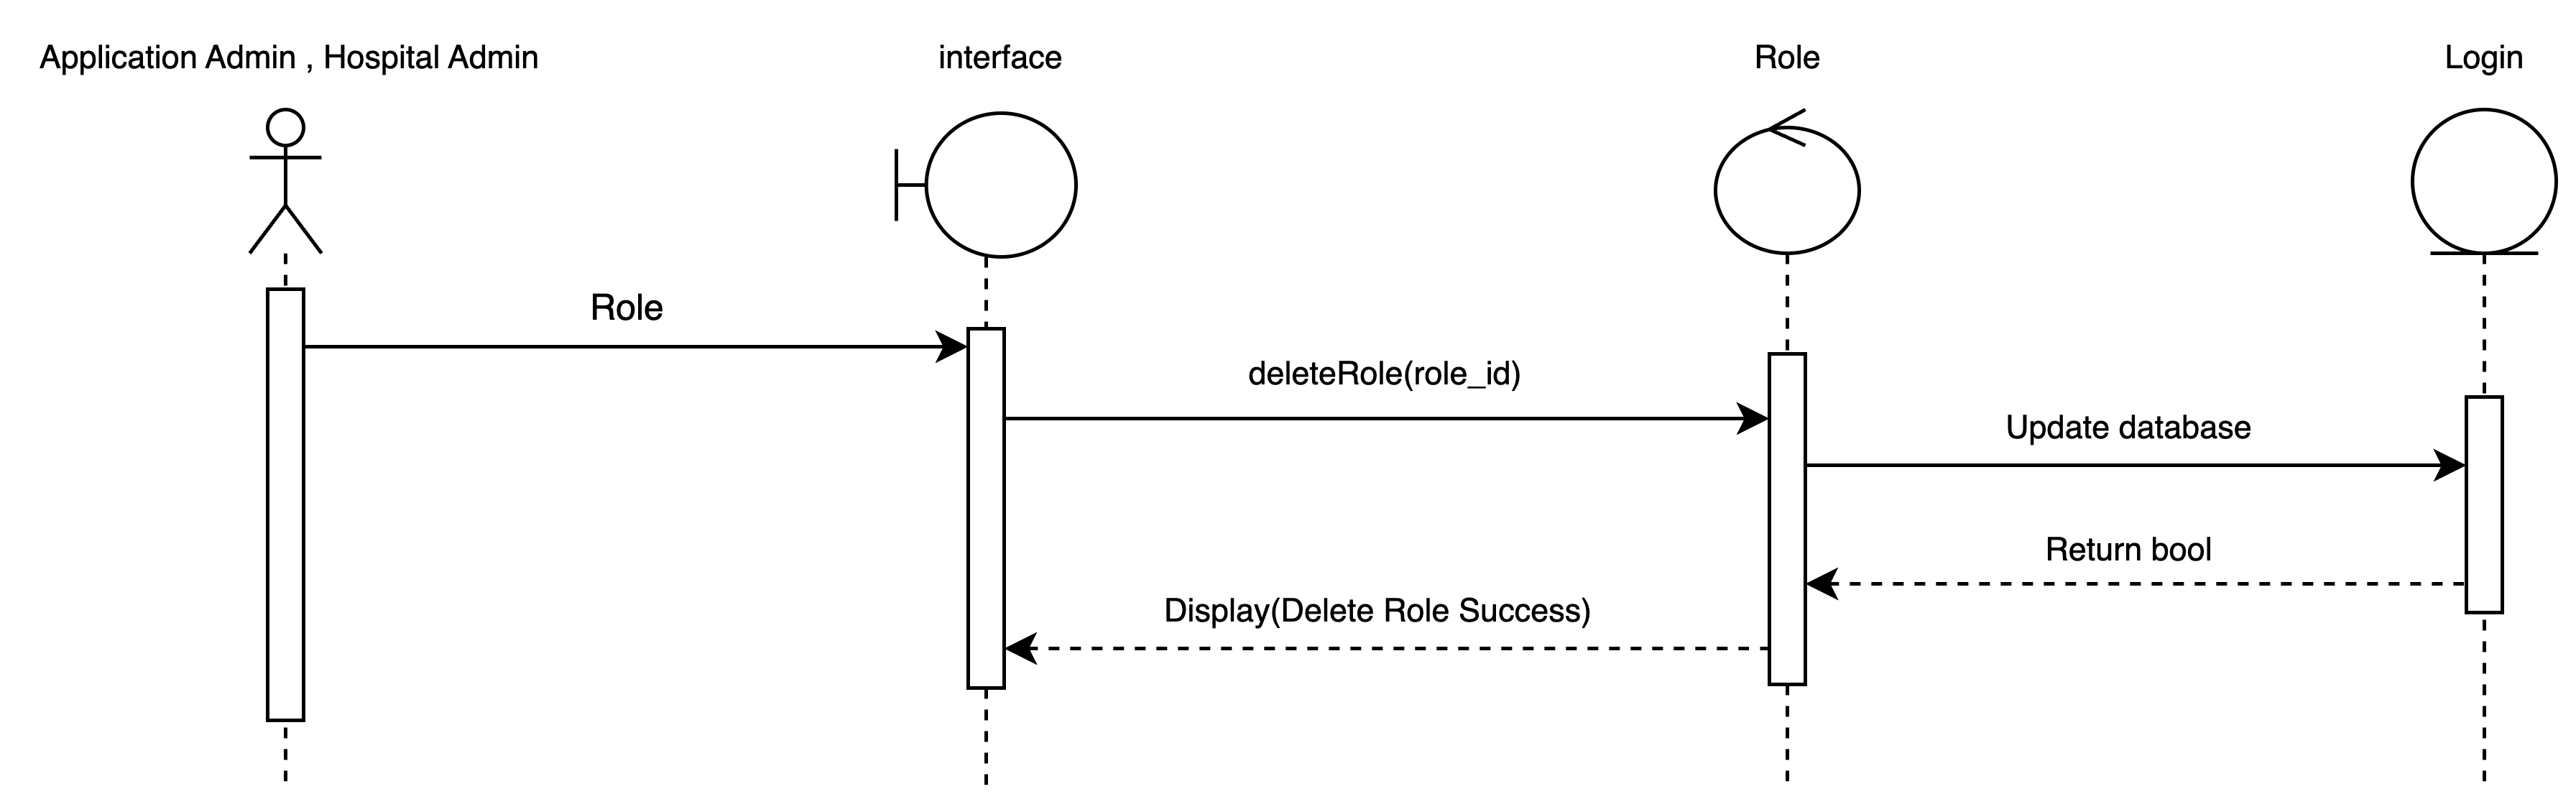 Application Admin , Hospital Admin
interface
Role
Login
Role
deleteRole(role_id)
Update database
Return bool
Display(Delete Role Success)